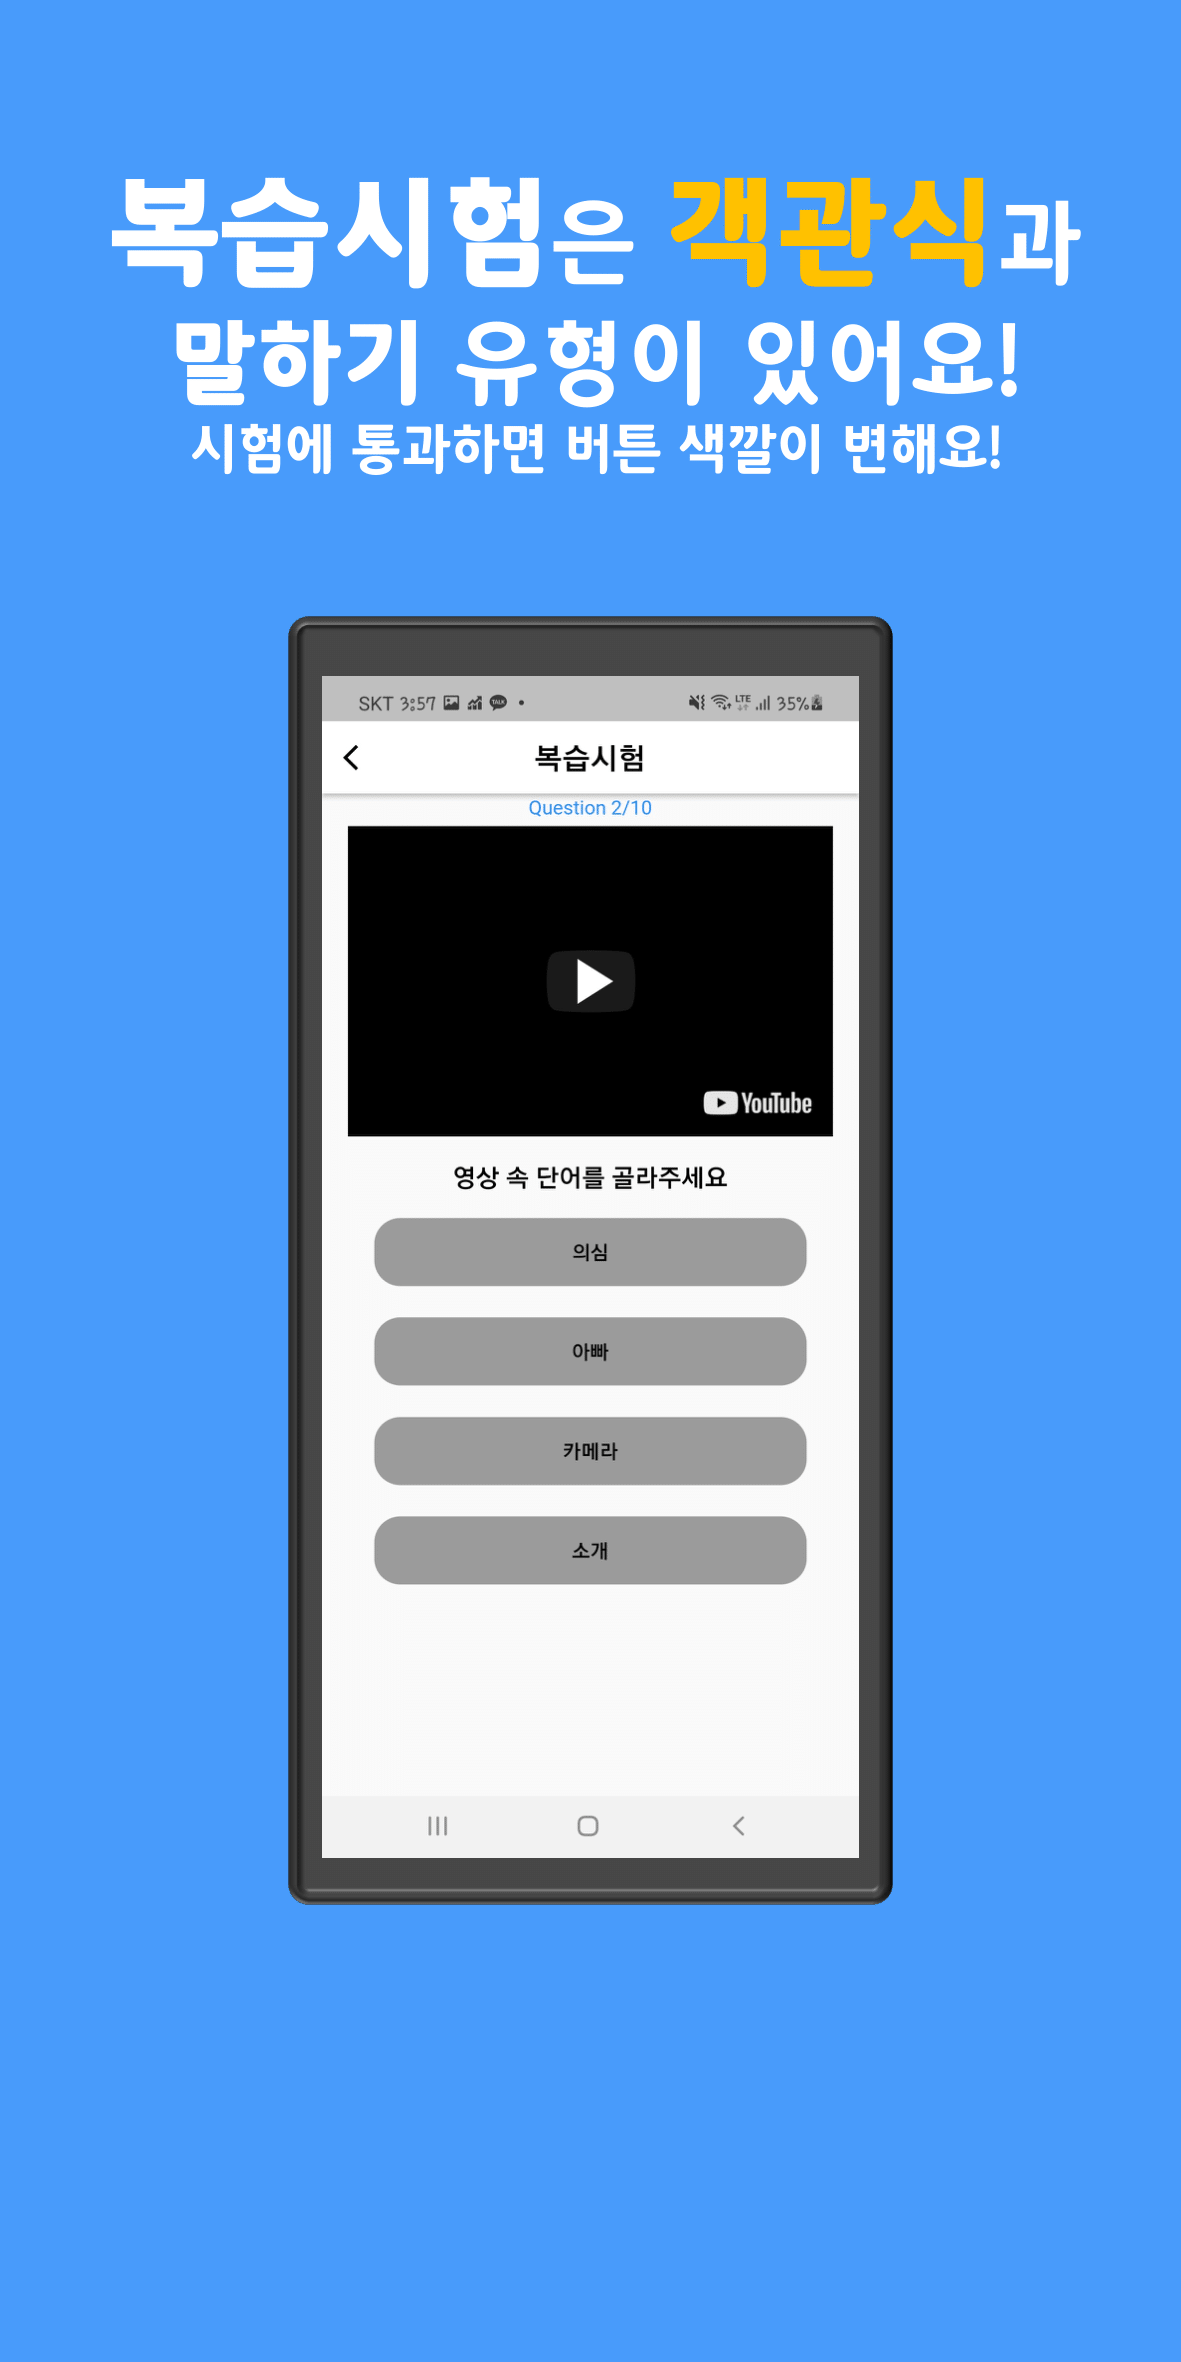 복습시험은 객관식과
말하기 유형이 있어요!
시험에 통과하면 버튼 색깔이 변해요!
SKT 3:57 TALK LTE 35%
복습시험
Question 2/10
YouTube
영상 속 단어를 골라주세요
의심
아빠
카메라
소개